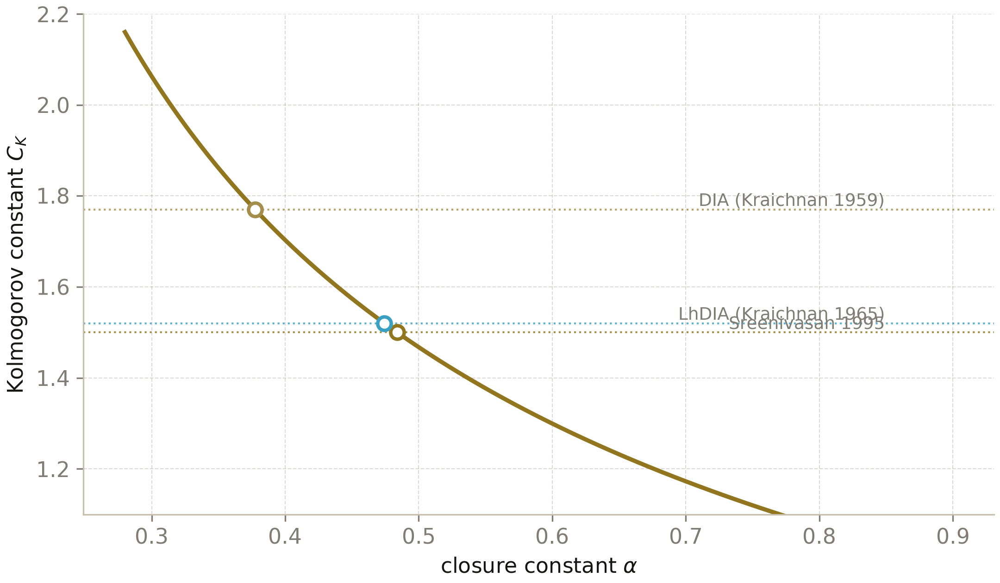 2.2
2.0
1.8
1.6
1.4
1.2
Kolmogorov constant C_K
DIA (Kraichnan 1959)
LhDIA (Kraichnan 1965)
Sreenivasan 1995
0.3 0.4 0.5 0.6 0.7 0.8 0.9
closure constant α